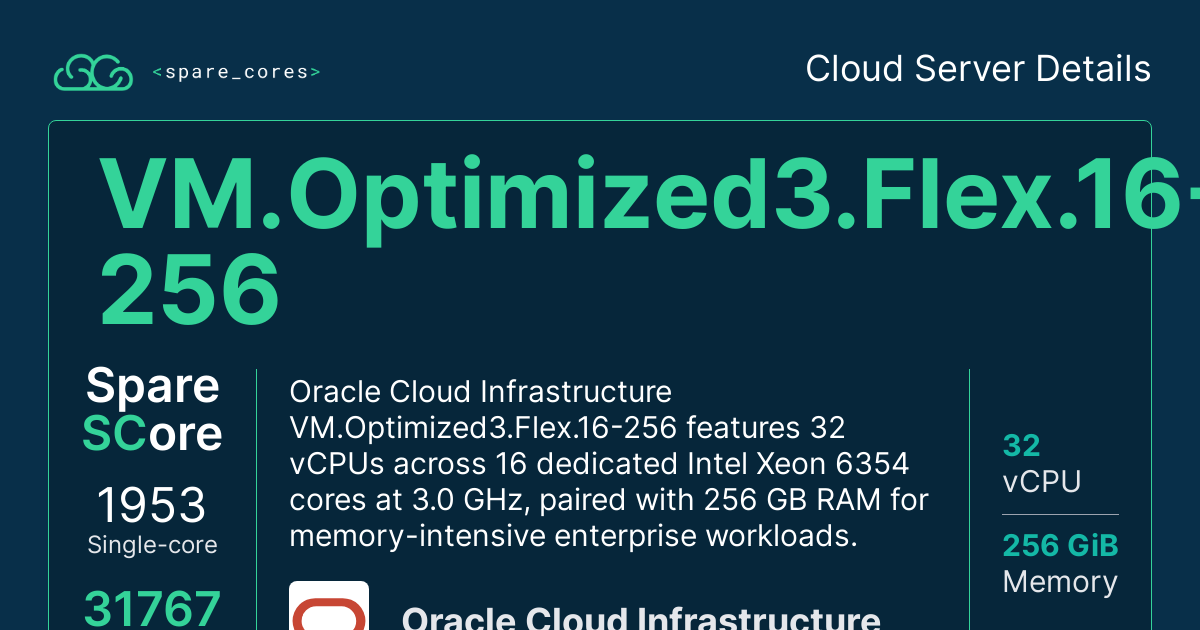 <spare_cores>
Cloud Server Details
VM.Optimized3.Flex.16-
256
Spare
SCore
1953
Single-core
31767
Oracle Cloud Infrastructure
VM.Optimized3.Flex.16-256 features 32
vCPUs across 16 dedicated Intel Xeon 6354
cores at 3.0 GHz, paired with 256 GB RAM for
memory-intensive enterprise workloads.
Oracle Cloud Infrastructure
32
vCPU
256 GiB
Memory